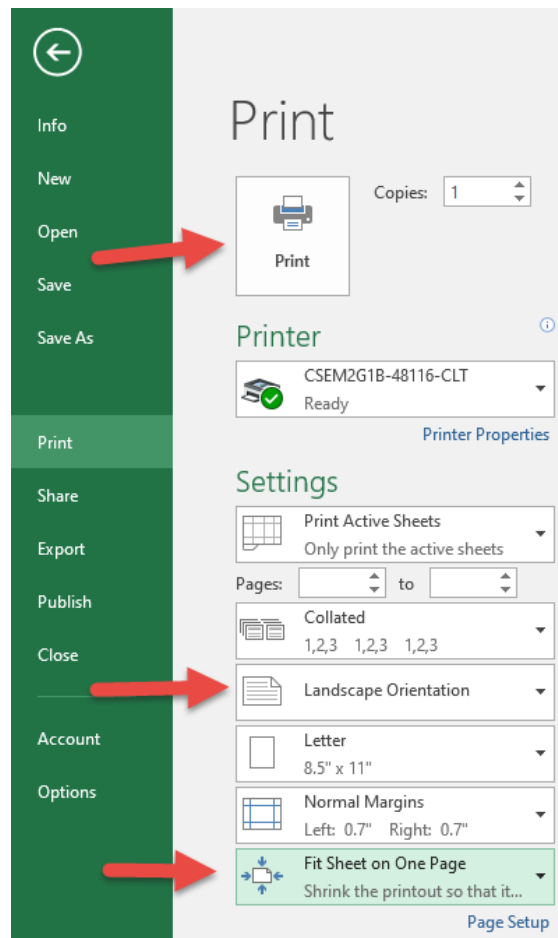 Info
New
Open
Save
Save As
Print
Share
Export
Publish
Close
Account
Options
Print
Copies: 1
Print
Printer
CSEM2G1B-48116-CLT
Ready
Printer Properties
Settings
Print Active Sheets
Only print the active sheets
Pages: to
Collated
1,2,3 1,2,3 1,2,3
Landscape Orientation
Letter
8.5" x 11"
Normal Margins
Left: 0.7" Right: 0.7"
Fit Sheet on One Page
Shrink the printout so that it...
Page Setup